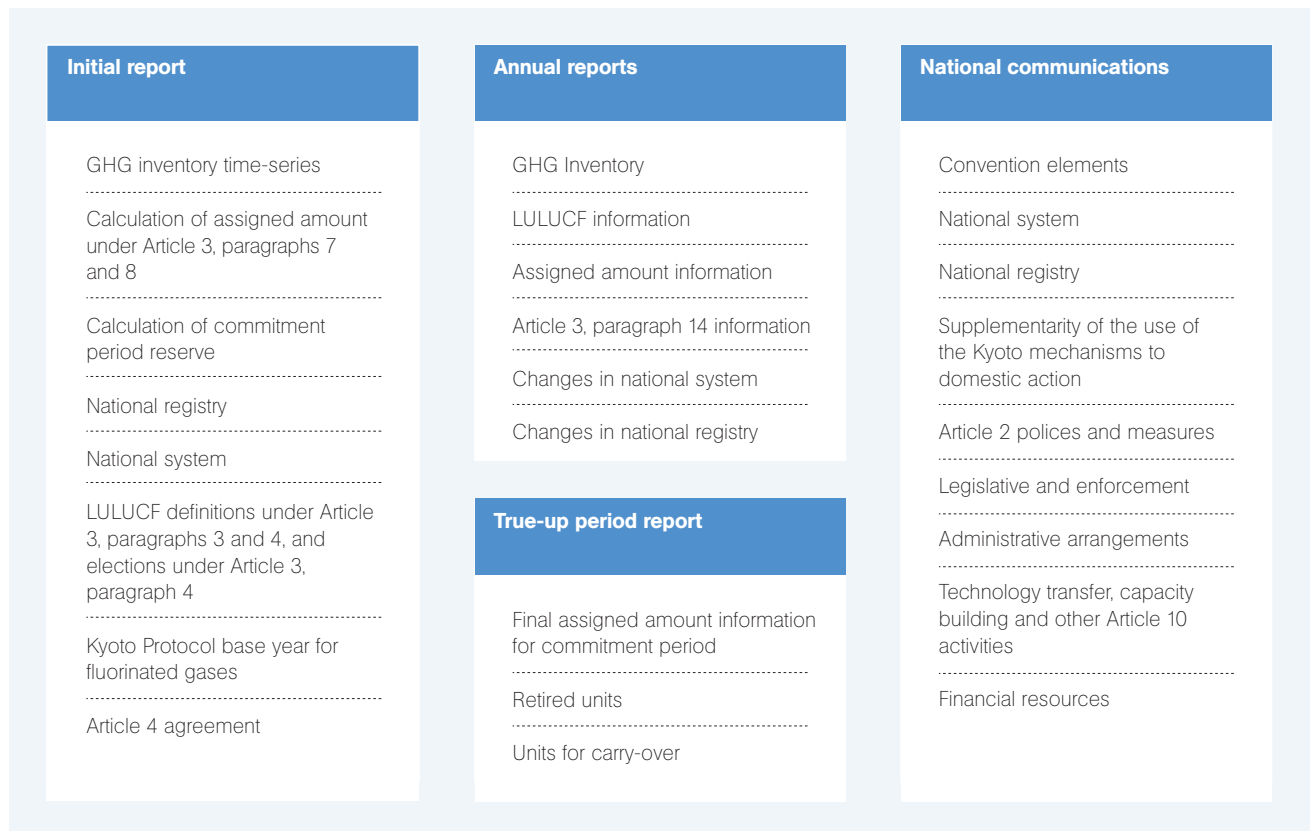 Initial report
GHG inventory time-series
Calculation of assigned amount
under Article 3, paragraphs 7
and 8
Calculation of commitment
period reserve
National registry
National system
LULUCF definitions under Article
3, paragraphs 3 and 4, and
elections under Article 3,
paragraph 4
Kyoto Protocol base year for
fluorinated gases
Article 4 agreement
Annual reports
GHG Inventory
LULUCF information
Assigned amount information
Article 3, paragraph 14 information
Changes in national system
Changes in national registry
True-up period report
Final assigned amount information
for commitment period
Retired units
Units for carry-over
National communications
Convention elements
National system
National registry
Supplementarity of the use of
the Kyoto mechanisms to
domestic action
Article 2 polices and measures
Legislative and enforcement
Administrative arrangements
Technology transfer, capacity
building and other Article 10
activities
Financial resources